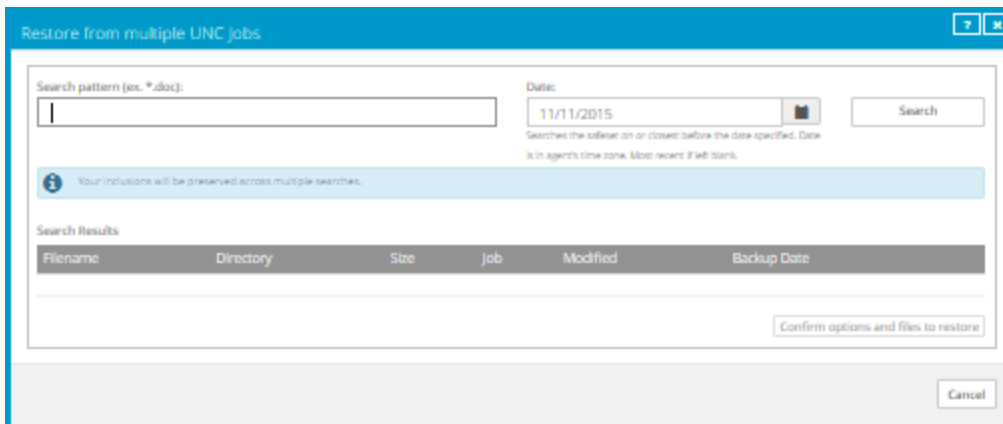 Restore from multiple UNC Jobs
?
Search pattern (ex. *.doc):
Date:
11/11/2015
Search
Searches the safeset on or closest before the date specified. Date
is in agent's time zone. Most recent if left blank.
Your inclusions will be preserved across multiple searches.
Search Results
Filename Directory Size Job Modified Backup Date
Confirm options and files to restore
Cancel